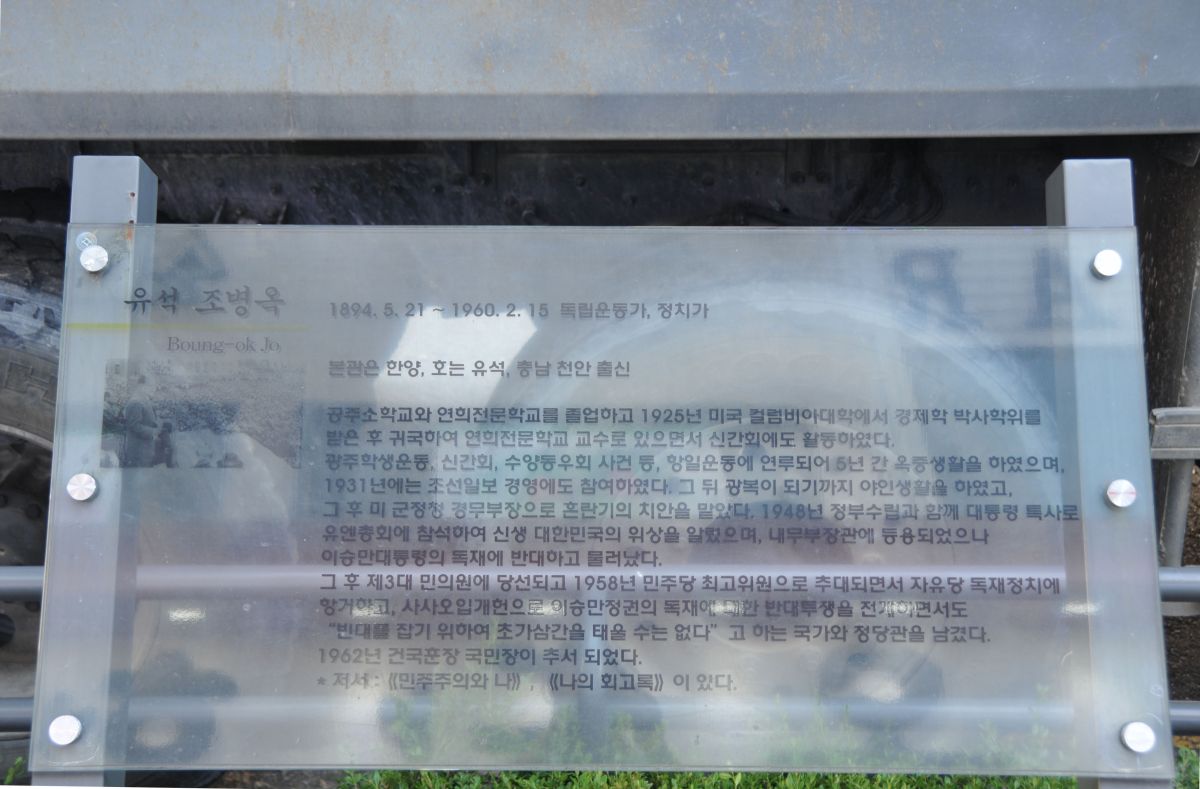 유석 조병옥
Boung-ok Jo
1894. 5. 21 ~ 1960. 2. 15 독립운동가, 정치가
본관은 한양, 호는 유석, 충남 천안 출신
공주소학교와 연희전문학교를 졸업하고 1925년 미국 컬럼비아대학에서 경제학 박사학위를
받은 후 귀국하여 연희전문학교 교수로 있으면서 신간회에도 활동하였다.
광주학생운동, 신간회, 수양동우회 사건 등, 항일운동에 연루되어 5년 간 옥중생활을 하였으며,
1931년에는 조선일보 경영에도 참여하였다. 그 뒤 광복이 되기까지 야인생활을 하였고,
그 후 미 군정청 경무부장으로 혼란기의 치안을 맡았다. 1948년 정부수립과 함께 대통령 특사로
유엔총회에 참석하여 신생 대한민국의 위상을 알렸으며, 내무부장관에 등용되었으나
이승만대통령의 독재에 반대하고 물러났다.
그 후 제3대 민의원에 당선되고 1958년 민주당 최고위원으로 추대되면서 자유당 독재정치에
항거하고, 사사오입개헌으로 이승만정권의 독재에 대한 반대투쟁을 전개하면서도
“빈대를 잡기 위하여 초가삼간을 태울 수는 없다” 고 하는 국가와 정당관을 남겼다.
1962년 건국훈장 국민장이 추서 되었다.
* 저서 : 《민주주의와 나》, 《나의 회고록》 이 있다.